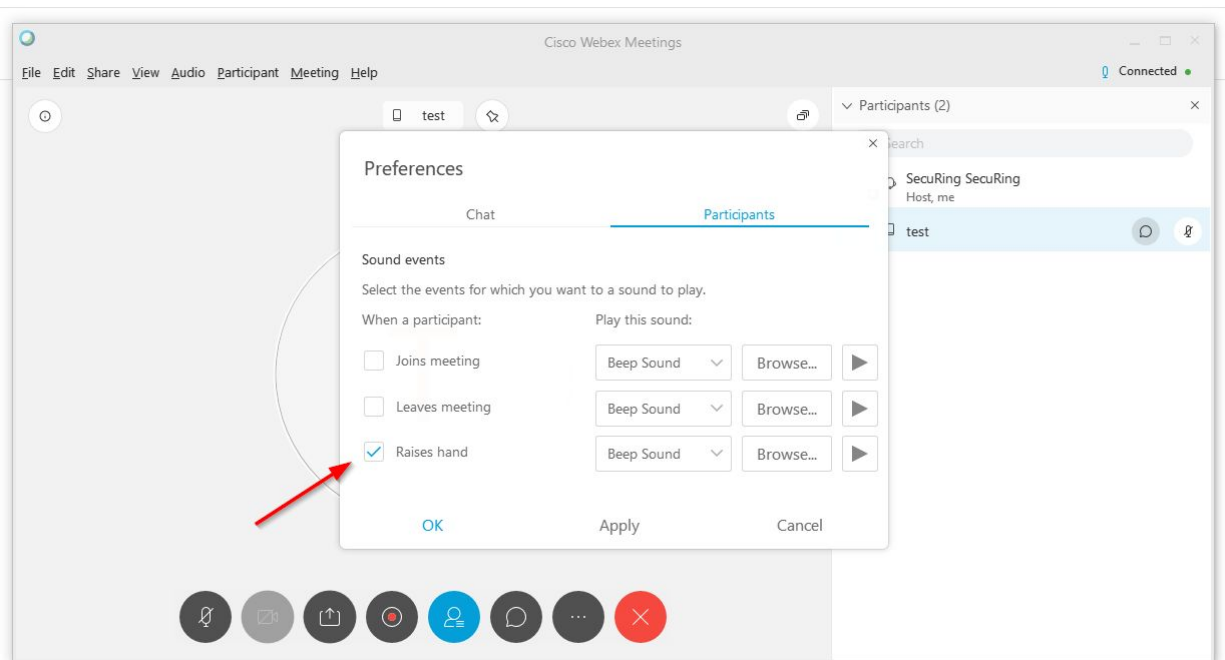 Cisco Webex Meetings
File Edit Share View Audio Participant Meeting Help
Connected
test
Participants (2)
Search
SecuRing SecuRing
Host, me
test
Preferences
Chat Participants
Sound events
Select the events for which you want to a sound to play.
When a participant: Play this sound:
Joins meeting Beep Sound Browse...
Leaves meeting Beep Sound Browse...
Raises hand Beep Sound Browse...
OK Apply Cancel